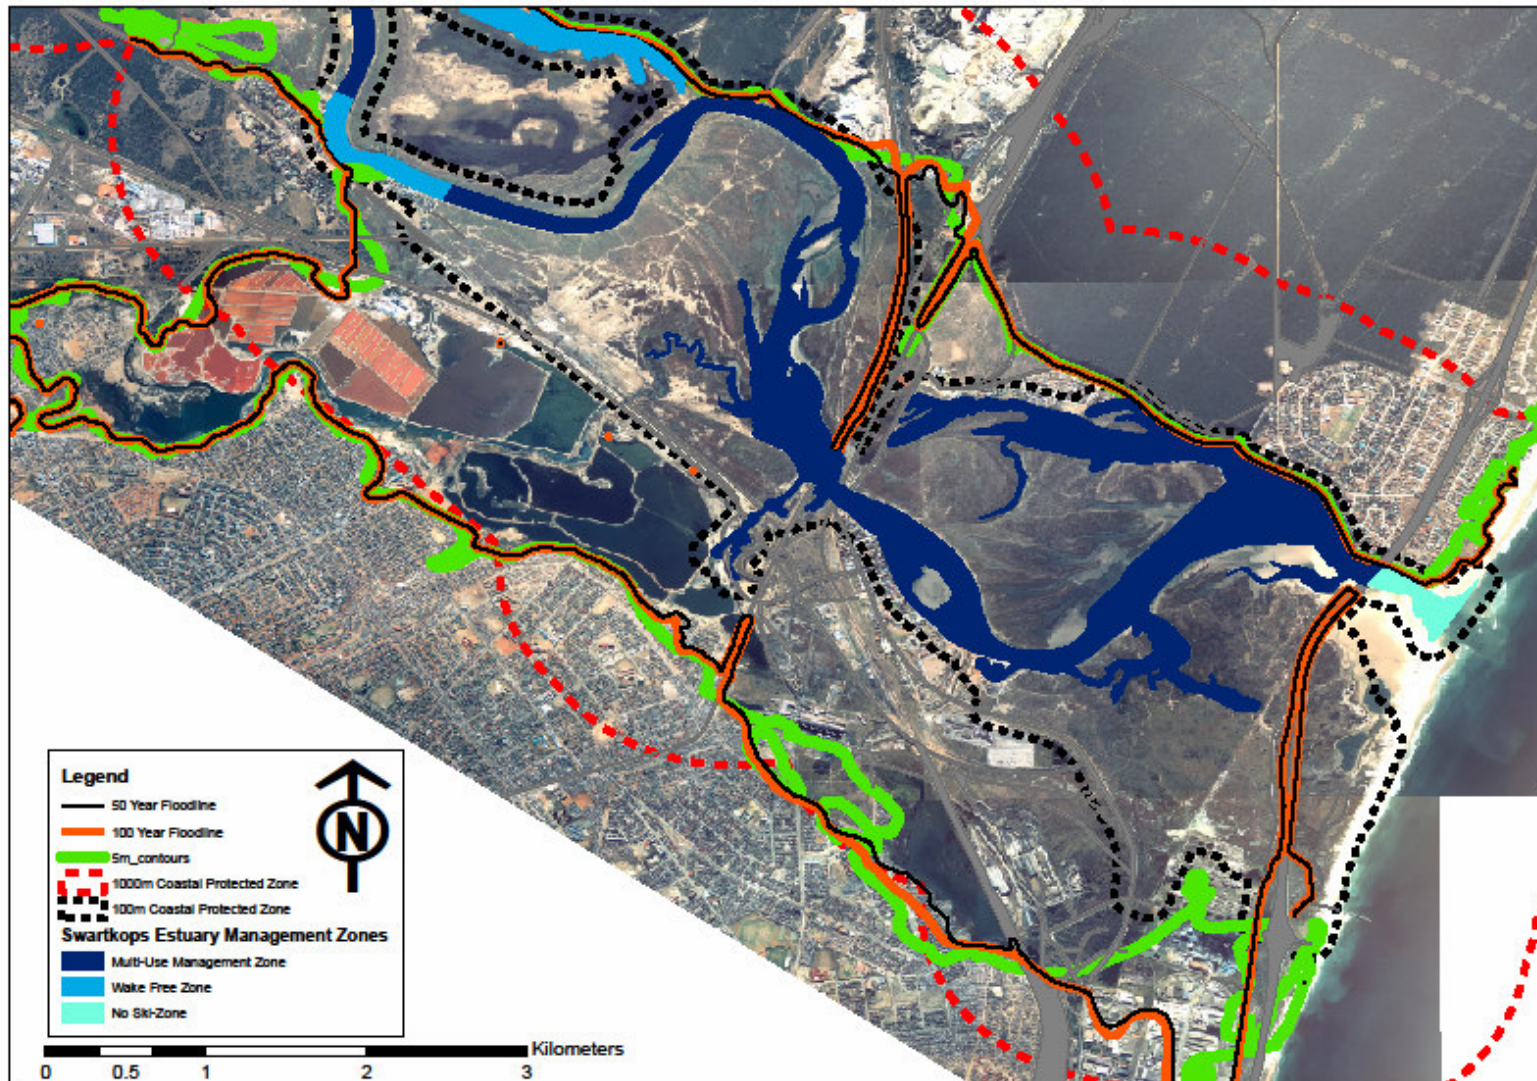 Legend
50 Year Floodline
100 Year Floodline
5m_contours
1000m Coastal Protected Zone
100m Coastal Protected Zone
Swartkops Estuary Management Zones
Multi-Use Management Zone
Wake Free Zone
No Ski-Zone
N
Kilometers
0 0.5 1 2 3